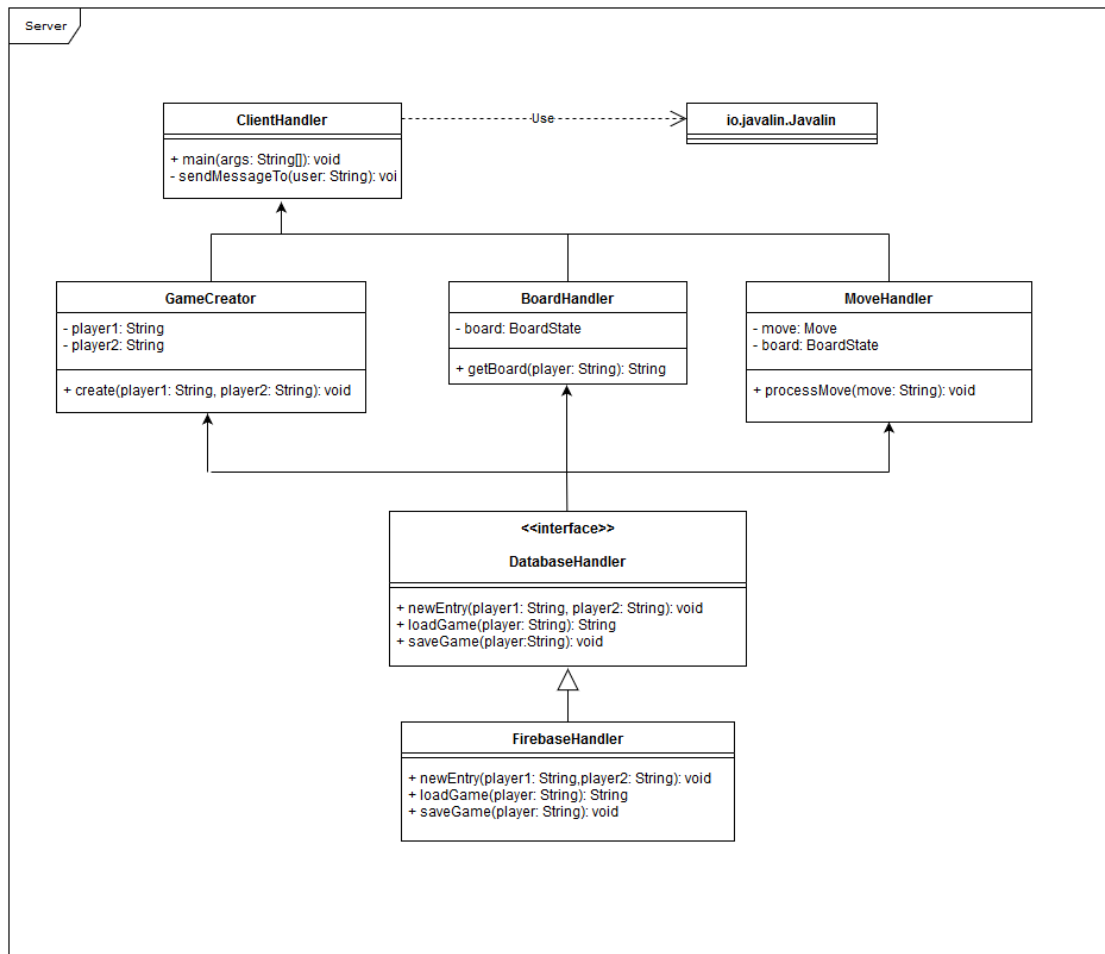 Server
ClientHandler
+ main(args: String[]): void
- sendMessageTo(user: String): voi
Use
io.javalin.Javalin
GameCreator
- player1: String
- player2: String
+ create(player1: String, player2: String): void
BoardHandler
- board: BoardState
+ getBoard(player: String): String
MoveHandler
- move: Move
- board: BoardState
+ processMove(move: String): void
<<interface>>
DatabaseHandler
+ newEntry(player1: String, player2: String): void
+ loadGame(player: String): String
+ saveGame(player:String): void
FirebaseHandler
+ newEntry(player1: String,player2: String): void
+ loadGame(player: String): String
+ saveGame(player: String): void